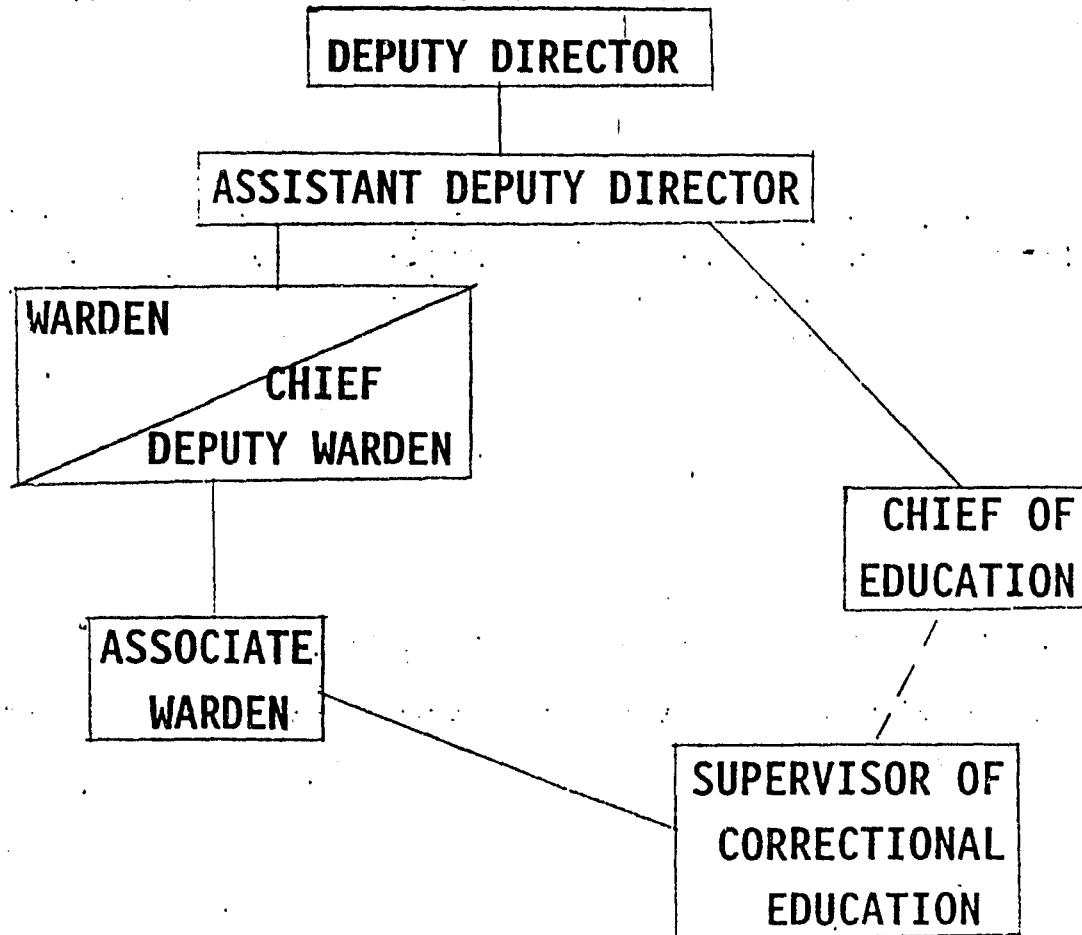 DEPUTY DIRECTOR
ASSISTANT DEPUTY DIRECTOR
WARDEN
CHIEF
DEPUTY WARDEN
CHIEF OF
EDUCATION
ASSOCIATE
WARDEN
SUPERVISOR OF
CORRECTIONAL
EDUCATION